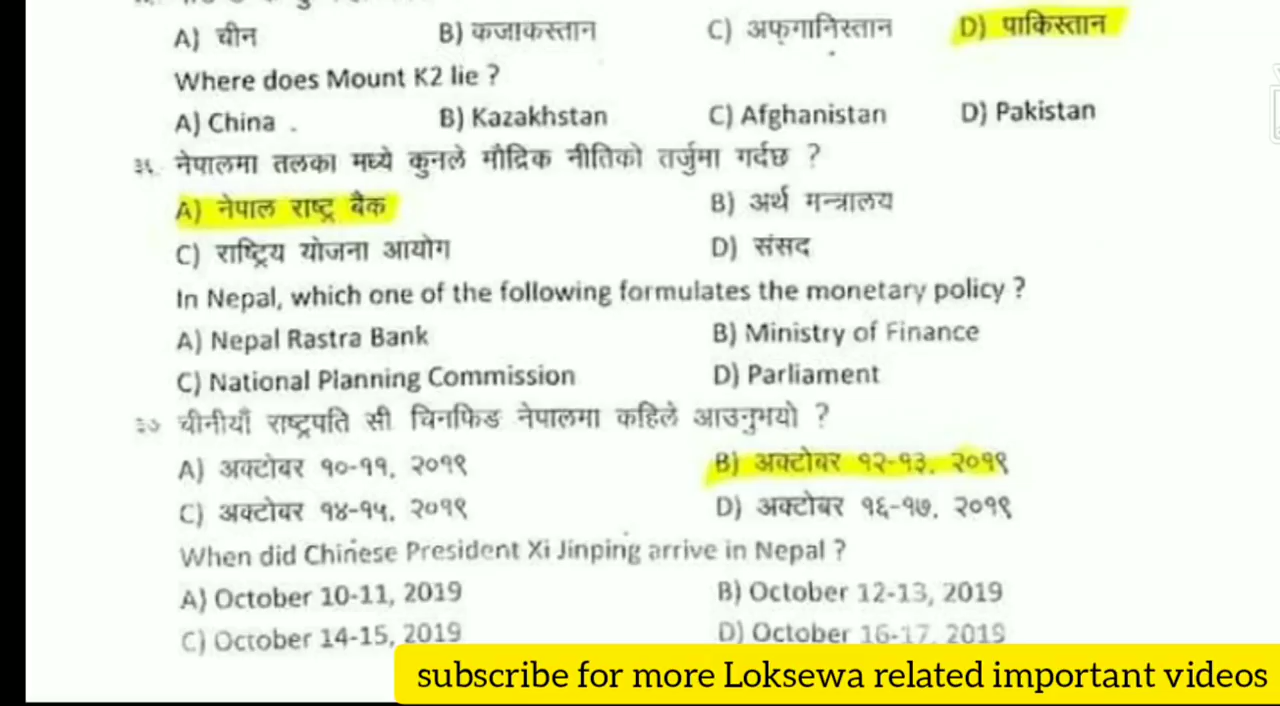 A) चीन B) कजाकस्तान C) अफ्गानिस्तान D) पाकिस्तान
Where does Mount K2 lie ?
A) China . B) Kazakhstan C) Afghanistan D) Pakistan
३६. नेपालमा तलका मध्ये कुनले मौद्रिक नीतिको तर्जुमा गर्दछ ?
A) नेपाल राष्ट्र बैंक B) अर्थ मन्त्रालय
C) राष्ट्रिय योजना आयोग D) संसद
In Nepal, which one of the following formulates the monetary policy ?
A) Nepal Rastra Bank B) Ministry of Finance
C) National Planning Commission D) Parliament
३७ चीनीयाँ राष्ट्रपति सी चिनफिङ नेपालमा कहिले आउनुभयो ?
A) अक्टोबर १०-११, २०१९ B) अक्टोबर १२-१३, २०१९
C) अक्टोबर १४-१५, २०१९ D) अक्टोबर १६-१७, २०१९
When did Chinese President Xi Jinping arrive in Nepal ?
A) October 10-11, 2019 B) October 12-13, 2019
C) October 14-15, 2019 D) October 16-17, 2019
subscribe for more Loksewa related important videos